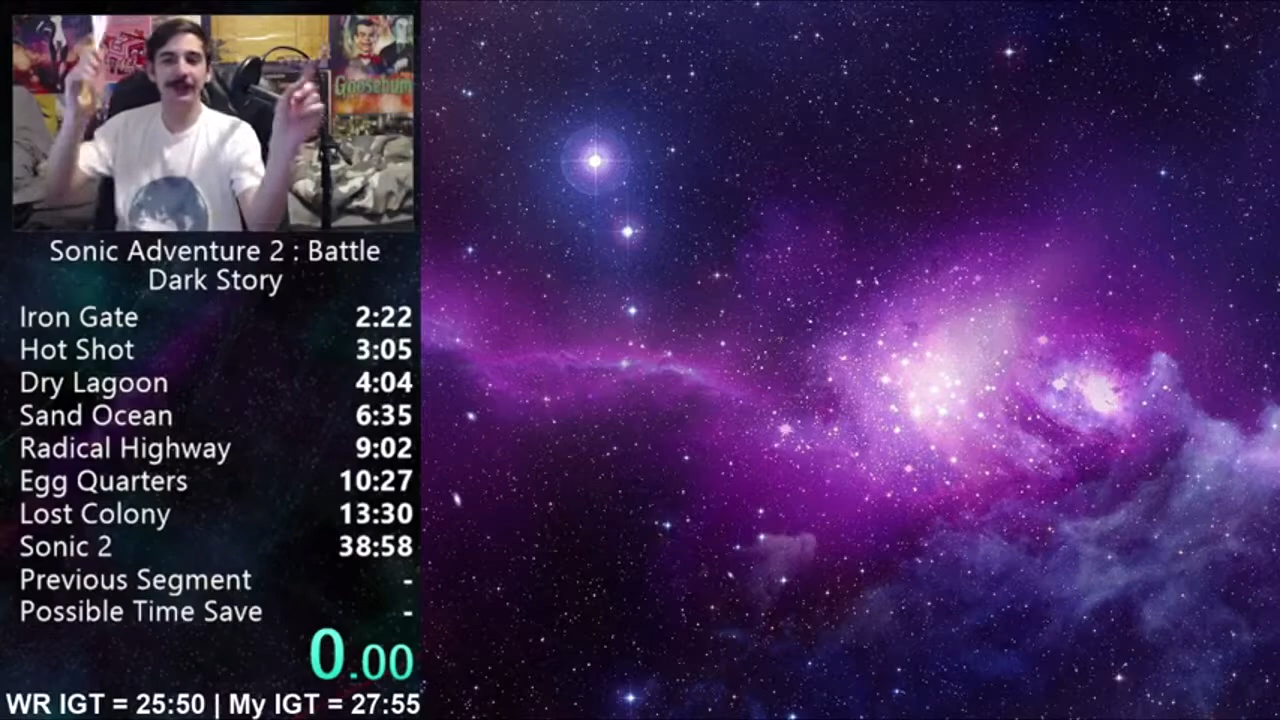 Goosebum
Sonic Adventure 2 : Battle
Dark Story
Iron Gate 2:22
Hot Shot 3:05
Dry Lagoon 4:04
Sand Ocean 6:35
Radical Highway 9:02
Egg Quarters 10:27
Lost Colony 13:30
Sonic 2 38:58
Previous Segment -
Possible Time Save -
0.00
WR IGT = 25:50 | My IGT = 27:55